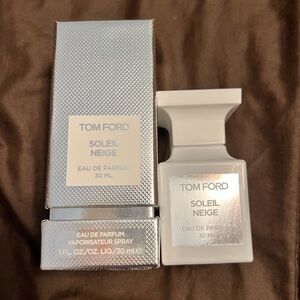 TOM FORD
SOLEIL
NEIGE
EAU DE PARFUM
30 ML
EAU DE PARFUM
VAPORISATEUR SPRAY
1 FL.OZ/OZ. LIQ./30 ml ℮
TOM FORD
SOLEIL
NEIGE
EAU DE PARFUM
30 ML